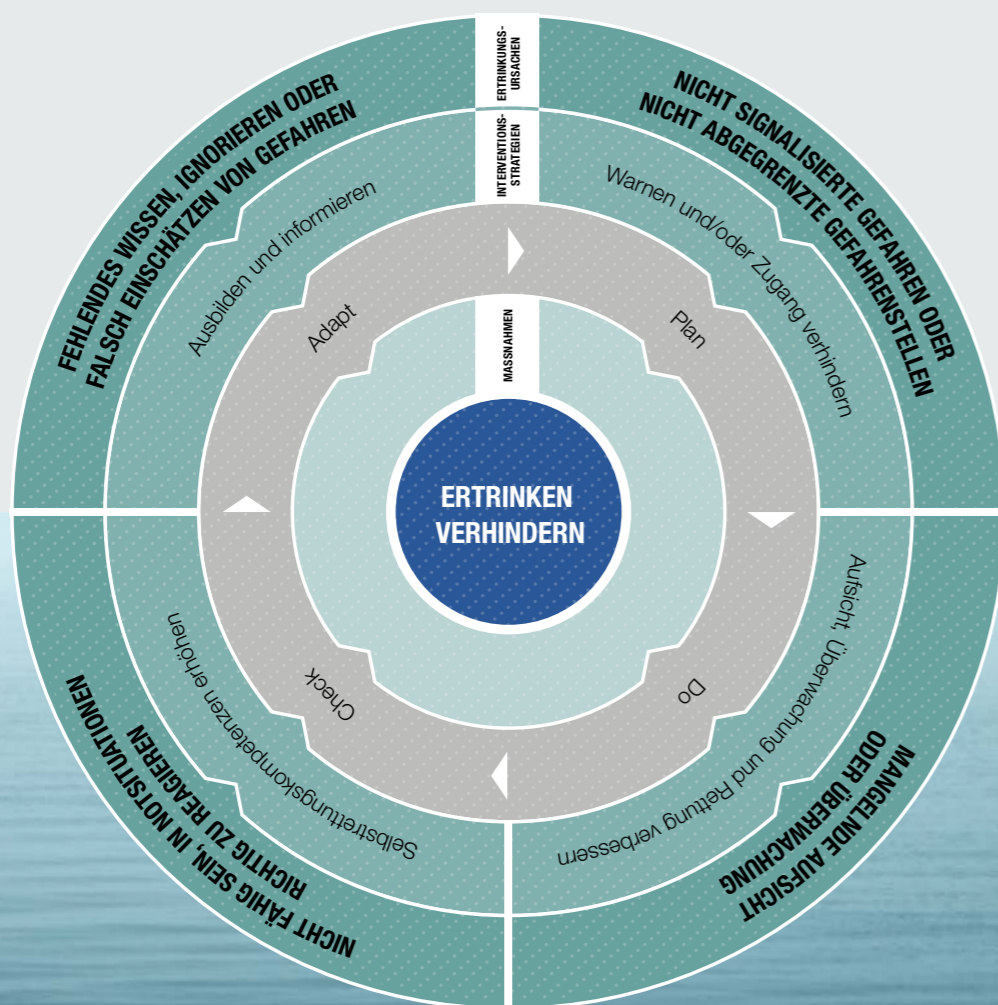 ERTRINKUNGS-
URSACHEN
INTERVENTIONS-
STRATEGIEN
MASSNAHMEN
FEHLENDES WISSEN, IGNORIEREN ODER
FALSCH EINSCHÄTZEN VON GEFAHREN
NICHT SIGNALISIERTE GEFAHREN ODER
NICHT ABGEGRENZTE GEFAHRENSTELLEN
Ausbilden und informieren
Warnen und/oder Zugang verhindern
Adapt
Plan
ERTRINKEN
VERHINDERN
Check
Do
Selbstrettungskompetenzen erhöhen
Aufsicht, Überwachung und Rettung verbessern
NICHT FÄHIG SEIN, IN NOTSITUATIONEN
RICHTIG ZU REAGIEREN
MANGELNDE AUFSICHT
ODER ÜBERWACHUNG